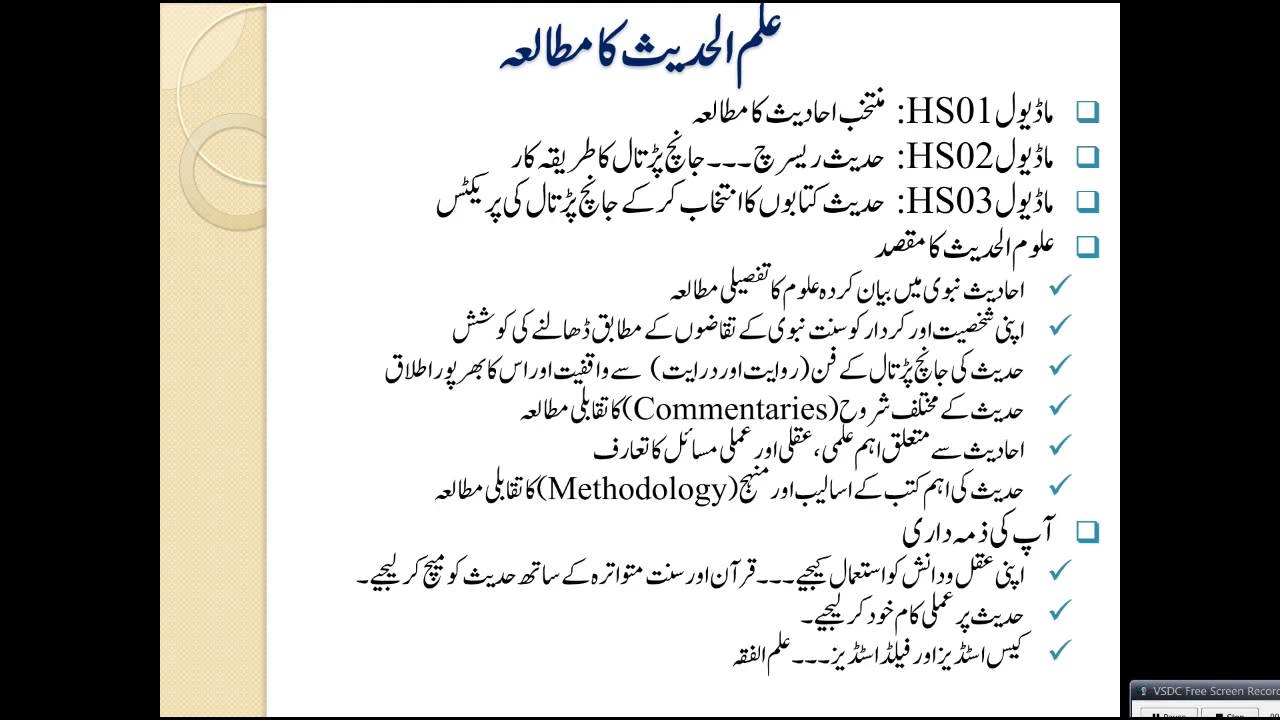 علم الحدیث کا مطالعہ
ماڈیول HS01: منتخب احادیث کا مطالعہ
ماڈیول HS02: حدیث ریسرچ۔۔۔جانچ پڑتال کا طریقہ کار
ماڈیول HS03: حدیث کتابوں کا انتخاب کر کے جانچ پڑتال کی پریکٹس
علوم الحدیث کا مقصد
احادیث نبوی میں بیان کردہ علوم کا تفصیلی مطالعہ
اپنی شخصیت اور کردار کو سنت نبوی کے تقاضوں کے مطابق ڈھالنے کی کوشش
حدیث کی جانچ پڑتال کے فن (روایت اور درایت) سے واقفیت اور اس کا بھرپور اطلاق
حدیث کے مختلف شروح (Commentaries) کا تقابلی مطالعہ
احادیث سے متعلق اہم علمی، عقلی اور عملی مسائل کا تعارف
حدیث کی اہم کتب کے اسالیب اور منہج (Methodology) کا تقابلی مطالعہ
آپ کی ذمہ داری
اپنی عقل و دانش کو استعمال کیجیے۔۔۔قرآن اور سنت متواترہ کے ساتھ حدیث کو میچ کر لیجیے۔
حدیث پر عملی کام خود کر لیجیے۔
کیس اسٹڈیز اور فیلڈ اسٹڈیز۔۔۔علم الفقہ
VSDC Free Screen Recor
Pause Stop